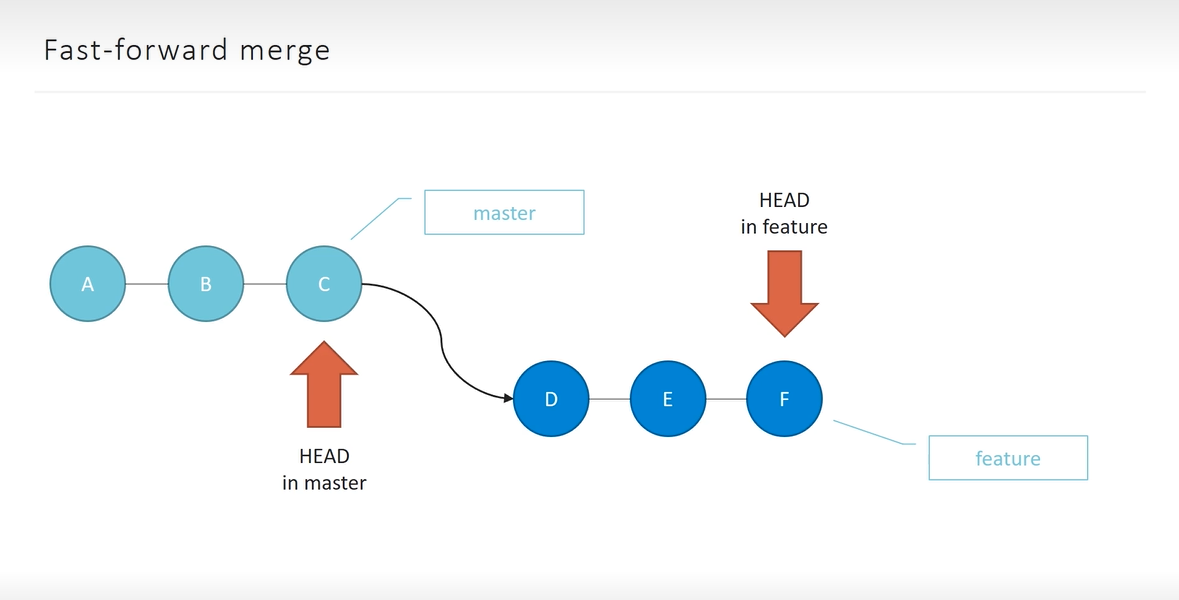 Fast-forward merge
master
HEAD
in feature
A
B
C
D
E
F
HEAD
in master
feature